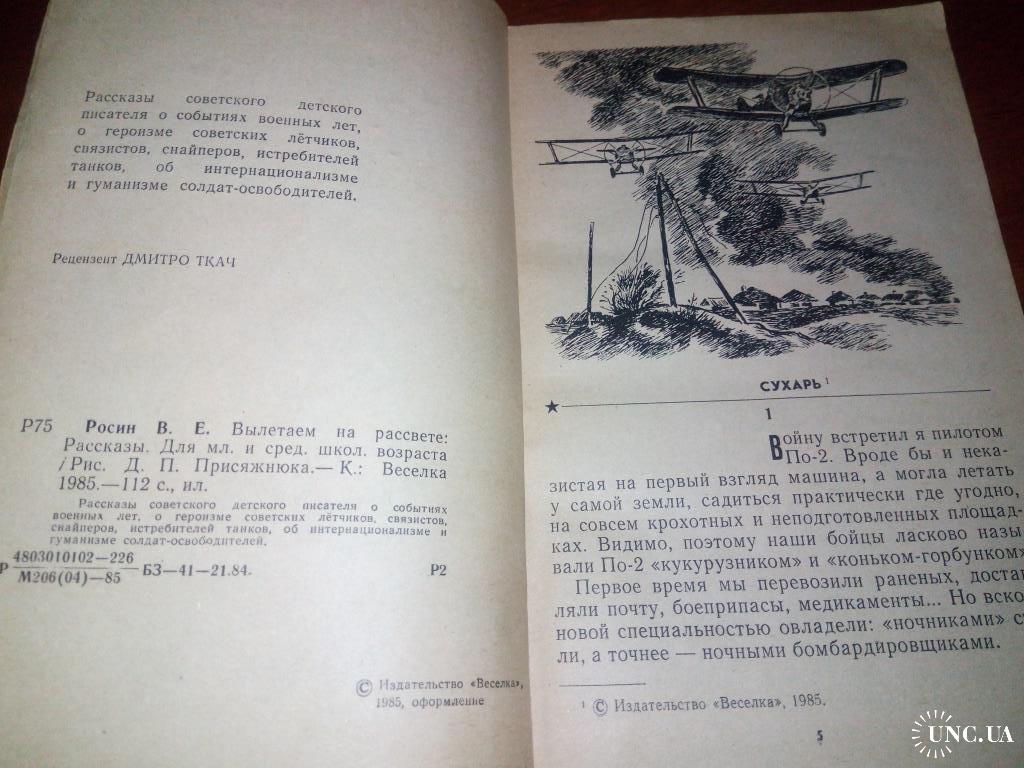 Рассказы советского детского
писателя о событиях военных лет,
о героизме советских лётчиков,
связистов, снайперов, истребителей
танков, об интернационализме
и гуманизме солдат-освободителей.
Рецензент ДМИТРО ТКАЧ
Р75 Росин В. Е. Вылетаем на рассвете:
Рассказы. Для мл. и сред. школ. возраста
/Рис. Д. П. Присяжнюка.— К.: Веселка
1985.—112 с., ил.
Рассказы советского детского писателя о событиях
военных лет, о героизме советских лётчиков, связистов,
снайперов, истребителей танков, об интернационализме и
гуманизме солдат-освободителей.
Р 4803010102—226
М206(04)—85 БЗ—41—21.84. Р2
© Издательство «Веселка»,
1985, оформление
СУХАРЬ 1
★
1
Войну встретил я пилотом
По-2. Вроде бы и нека-
зистая на первый взгляд машина, а могла летать
у самой земли, садиться практически где угодно,
на совсем крохотных и неподготовленных площад-
ках. Видимо, поэтому наши бойцы ласково назы
вали По-2 «кукурузником» и «коньком-горбунком»
Первое время мы перевозили раненых, достав
ляли почту, боеприпасы, медикаменты... Но вско
новой специальностью овладели: «ночниками» ст
ли, а точнее — ночными бомбардировщиками.
1 © Издательство «Веселка», 1985.
5
UNC.UA